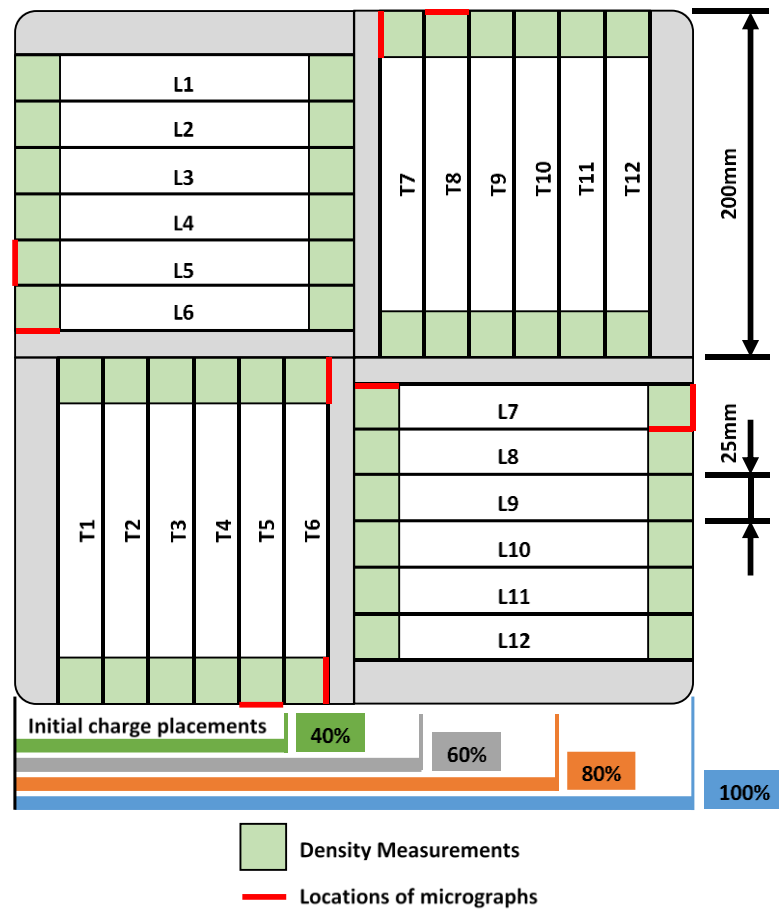 L1
L2
L3
L4
L5
L6
T7
T8
T9
T10
T11
T12
200mm
T1
T2
T3
T4
T5
T6
L7
L8
L9
L10
L11
L12
25mm
Initial charge placements
40%
60%
80%
100%
Density Measurements
Locations of micrographs